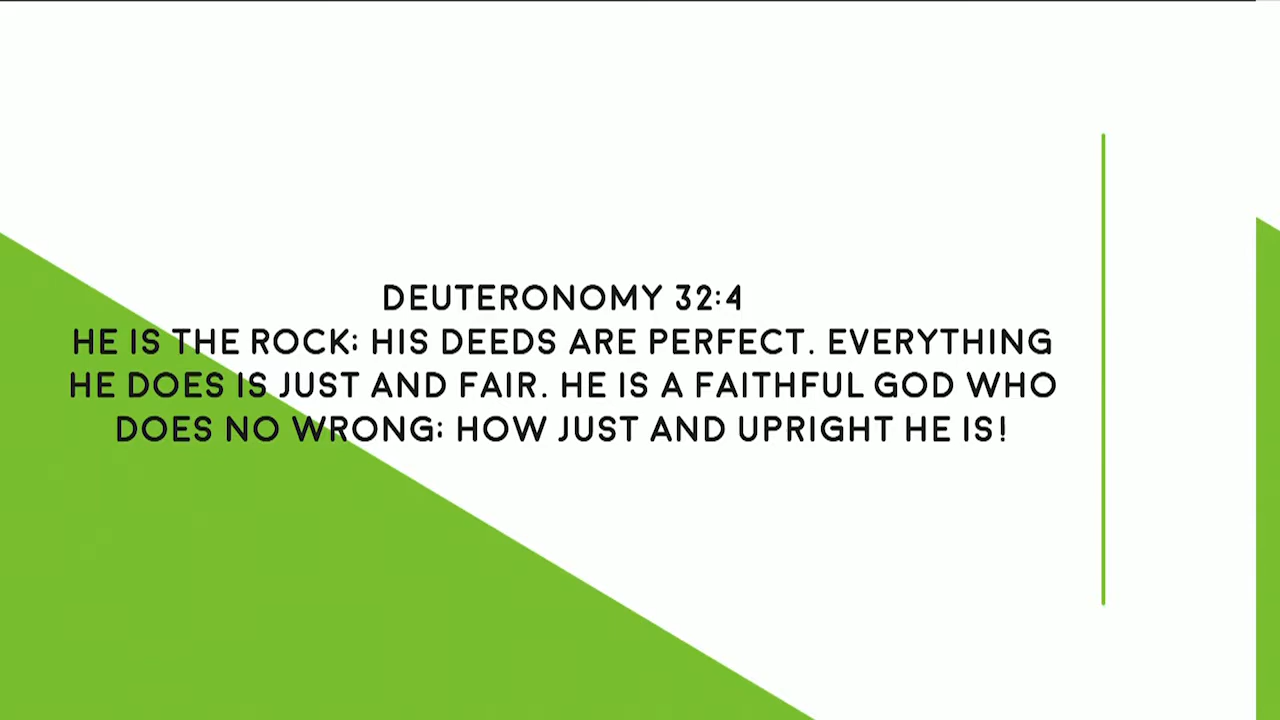 DEUTERONOMY 32:4
HE IS THE ROCK; HIS DEEDS ARE PERFECT. EVERYTHING
HE DOES IS JUST AND FAIR. HE IS A FAITHFUL GOD WHO
DOES NO WRONG; HOW JUST AND UPRIGHT HE IS!